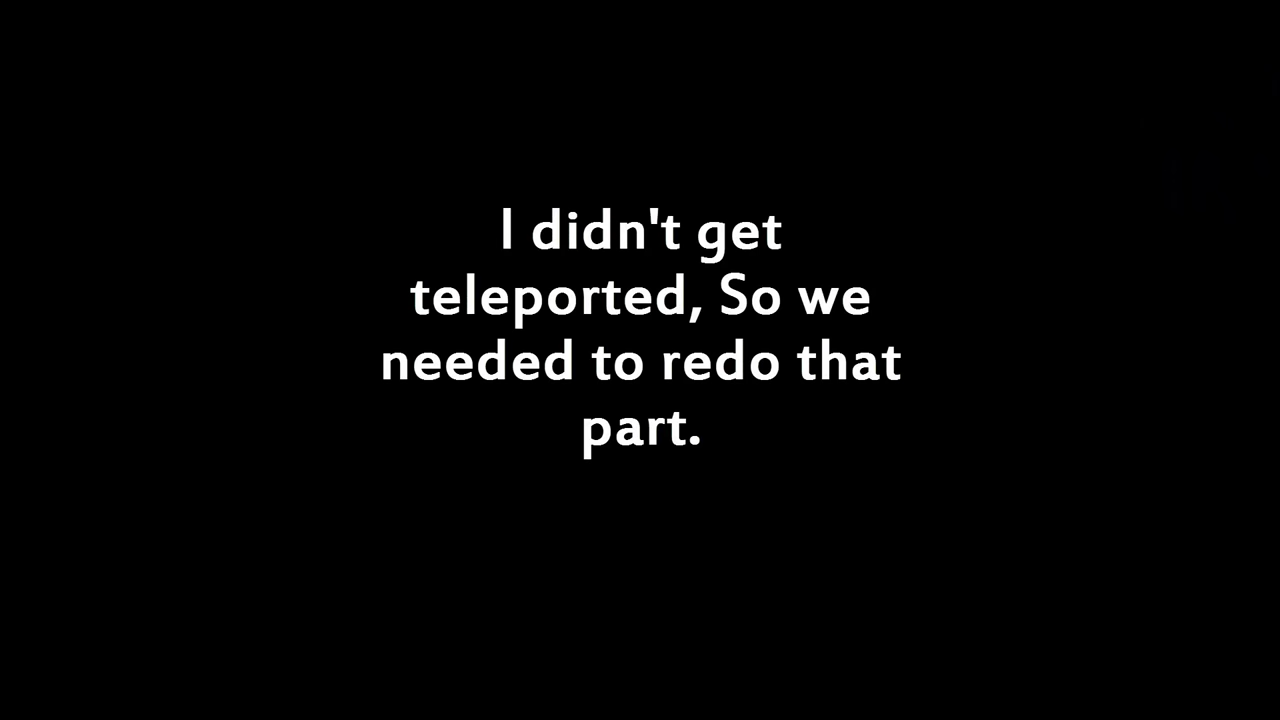 I didn't get
teleported, So we
needed to redo that
part.